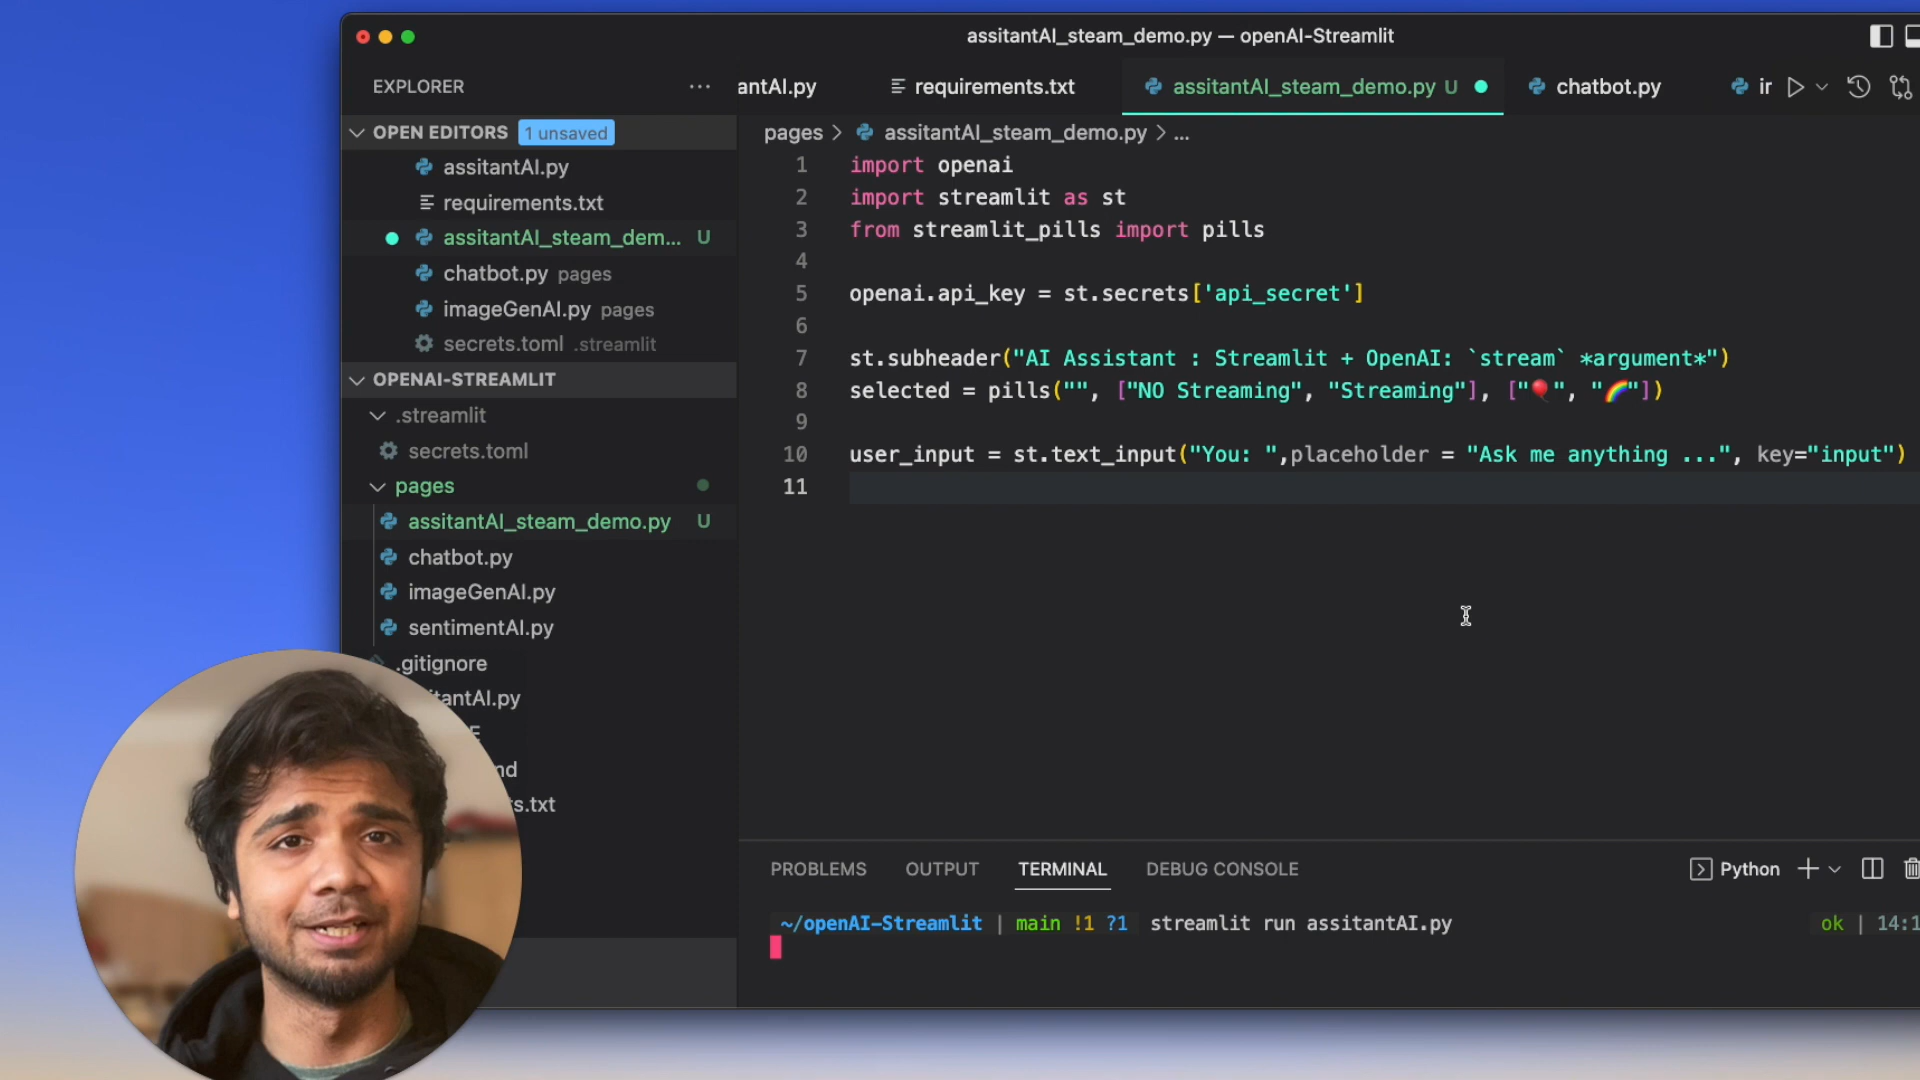 assitantAI_steam_demo.py — openAI-Streamlit
EXPLORER
antAI.py
requirements.txt
assitantAI_steam_demo.py U
chatbot.py
ir
OPEN EDITORS 1 unsaved
assitantAI.py
requirements.txt
assitantAI_steam_dem... U
chatbot.py pages
imageGenAI.py pages
secrets.toml .streamlit
OPENAI-STREAMLIT
.streamlit
secrets.toml
pages
assitantAI_steam_demo.py U
chatbot.py
imageGenAI.py
sentimentAI.py
.gitignore
tantAI.py
E
nd
s.txt
pages > assitantAI_steam_demo.py > ...
1 import openai
2 import streamlit as st
3 from streamlit_pills import pills
4
5 openai.api_key = st.secrets['api_secret']
6
7 st.subheader("AI Assistant : Streamlit + OpenAI: `stream` *argument*")
8 selected = pills("", ["NO Streaming", "Streaming"], ["🎈", "🌈"])
9
10 user_input = st.text_input("You: ",placeholder = "Ask me anything ...", key="input")
11
PROBLEMS OUTPUT TERMINAL DEBUG CONSOLE
Python
~/openAI-Streamlit | main !1 ?1 streamlit run assitantAI.py
ok | 14:1